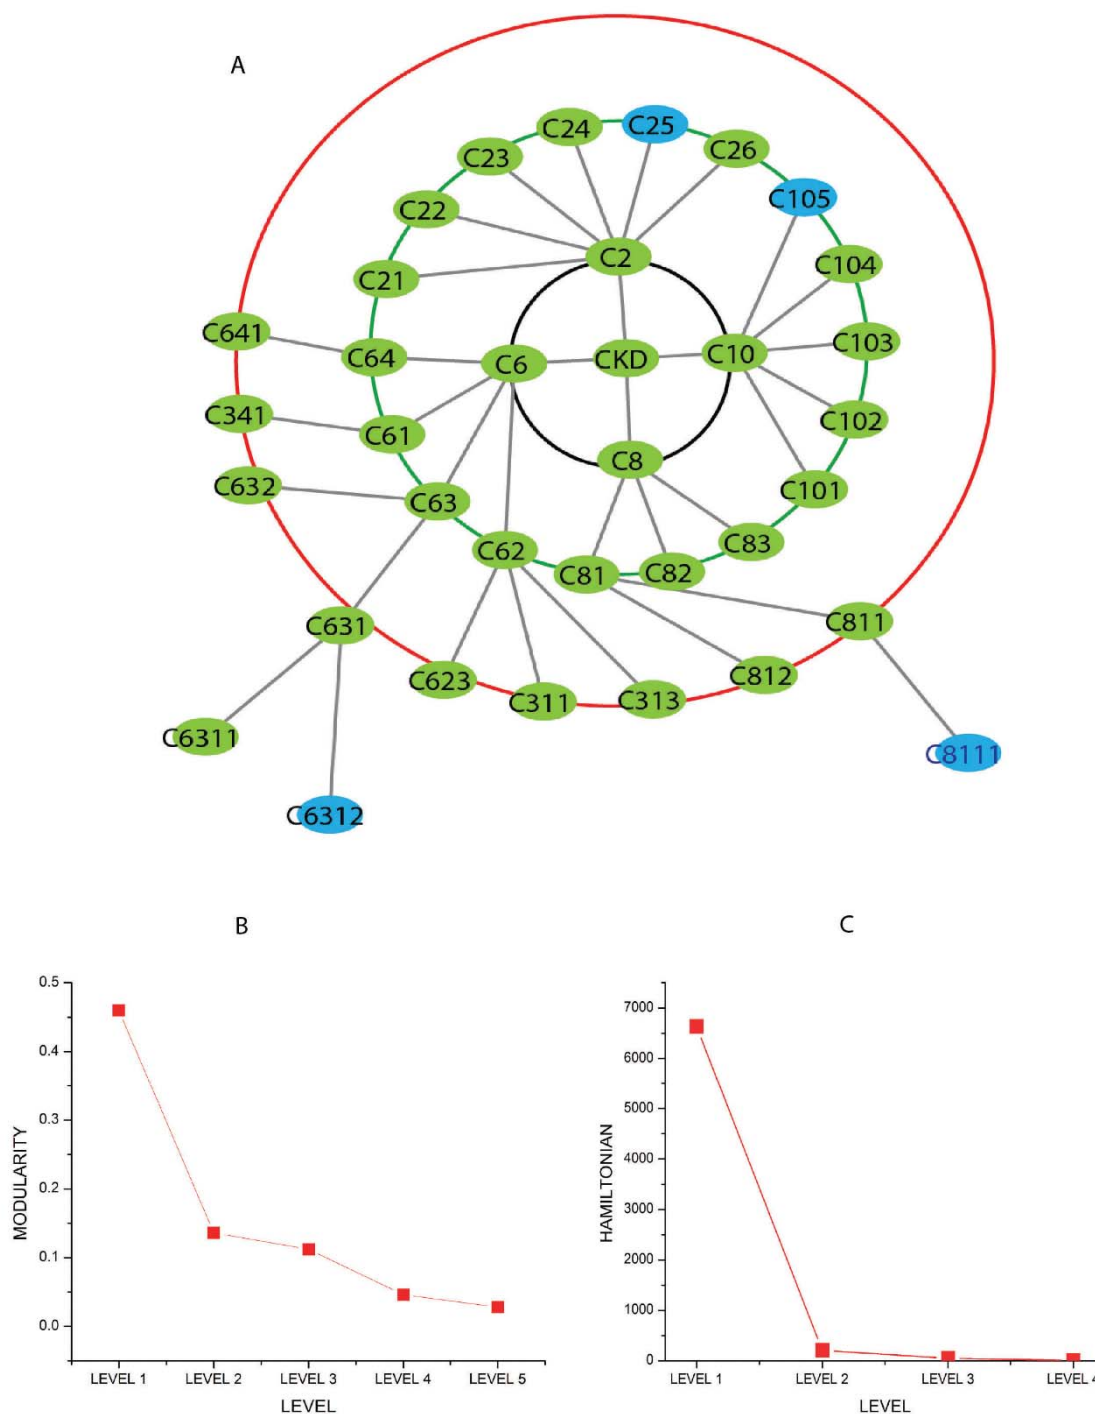 A
C24
C25
C26
C23
C105
C22
C2
C104
C21
C641
C64
C6
CKD
C10
C103
C341
C61
C102
C8
C632
C63
C101
C62
C83
C81
C82
C631
C811
C623
C311
C313
C812
C6311
C8111
C6312
B
C
0.5
0.4
0.3
0.2
0.1
0.0
MODULARITY
LEVEL 1 LEVEL 2 LEVEL 3 LEVEL 4 LEVEL 5
LEVEL
7000
6000
5000
4000
3000
2000
1000
0
HAMILTONIAN
LEVEL 1 LEVEL 2 LEVEL 3 LEVEL 4
LEVEL